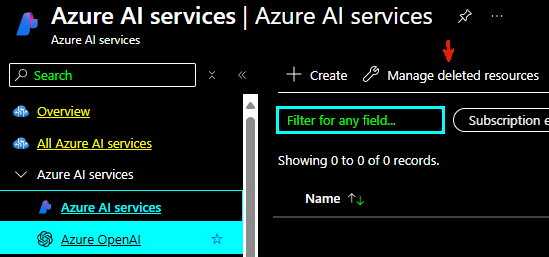 Azure AI services | Azure AI services
Azure AI services
Search
Overview
All Azure AI services
Azure AI services
Azure AI services
Azure OpenAI
Create
Manage deleted resources
Filter for any field...
Subscription e
Showing 0 to 0 of 0 records.
Name